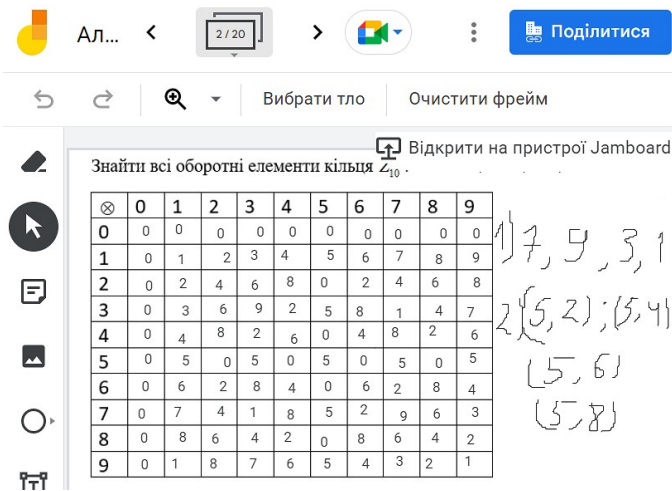 Ал...
2 / 20
Поділитися
Вибрати тло
Очистити фрейм
Відкрити на пристрої Jamboard
Знайти всі оборотні елементи кільця Z₁₀ .
⊗ 0 1 2 3 4 5 6 7 8 9
0 0 0 0 0 0 0 0 0 0 0
1 0 1 2 3 4 5 6 7 8 9
2 0 2 4 6 8 0 2 4 6 8
3 0 3 6 9 2 5 8 1 4 7
4 0 4 8 2 6 0 4 8 2 6
5 0 5 0 5 0 5 0 5 0 5
6 0 6 2 8 4 0 6 2 8 4
7 0 7 4 1 8 5 2 9 6 3
8 0 8 6 4 2 0 8 6 4 2
9 0 1 8 7 6 5 4 3 2 1
1) 7, 9, 3, 1
2) (5, 2) ; (5, 4)
(5, 6)
(5, 8)